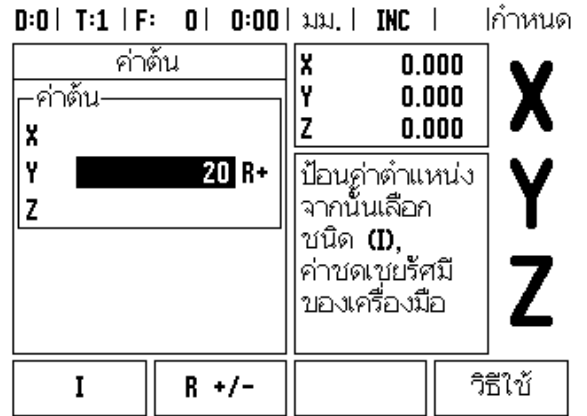 D:0 | T:1 | F: 0 | 0:00 | มม. | INC | |กำหนด
ค่าต้น
ค่าต้น
X
Y 20 R+
Z
X 0.000
Y 0.000
Z 0.000
ป้อนค่าตำแหน่ง
จากนั้นเลือก
ชนิด (I),
ค่าชดเชยรัศมี
ของเครื่องมือ
X
Y
Z
I
R +/-
วิธีใช้